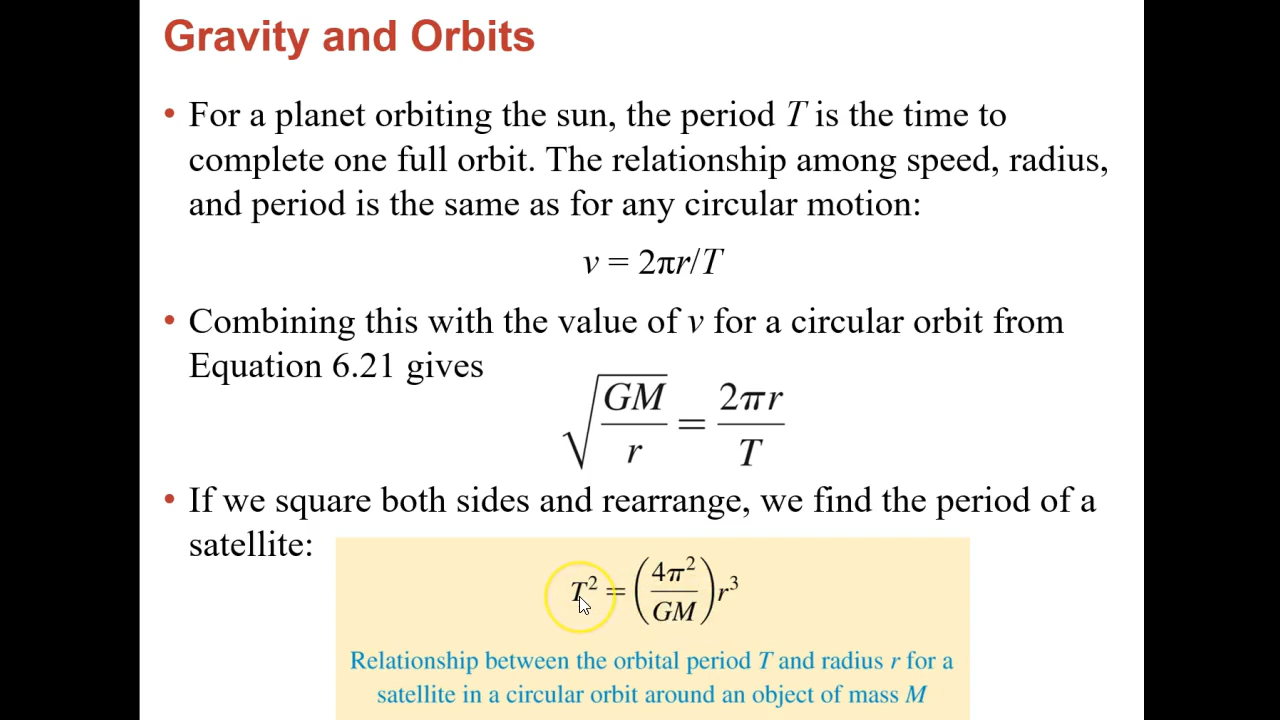 Gravity and Orbits
• For a planet orbiting the sun, the period T is the time to
complete one full orbit. The relationship among speed, radius,
and period is the same as for any circular motion:
v = 2πr/T
• Combining this with the value of v for a circular orbit from
Equation 6.21 gives
√(GM/r) = 2πr/T
• If we square both sides and rearrange, we find the period of a
satellite:
T² = (4π²/GM) r³
Relationship between the orbital period T and radius r for a
satellite in a circular orbit around an object of mass M